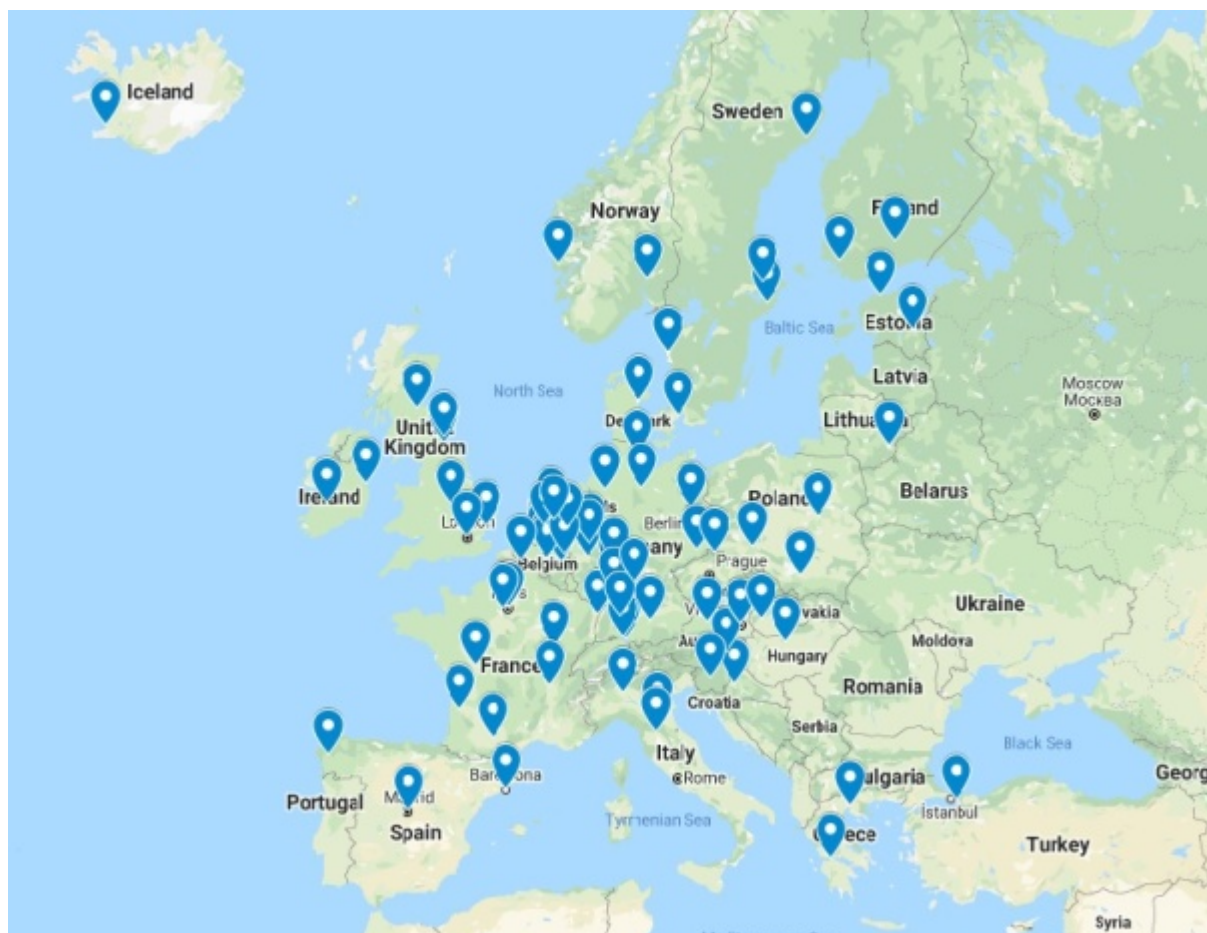 Iceland
Sweden
Norway
Finland
Baltic Sea
Estonia
Latvia
North Sea
Moscow
Москва
Denmark
Lithuania
United
Kingdom
Ireland
Poland
Belarus
London
Berlin
Germany
Belgium
Prague
Paris
Ukraine
Slovakia
Austria
Moldova
Hungary
France
Romania
Croatia
Serbia
Italy
Black Sea
Rome
Barcelona
Bulgaria
Georg
Portugal
Madrid
Istanbul
Spain
Tyrrhenian Sea
Greece
Turkey
Syria